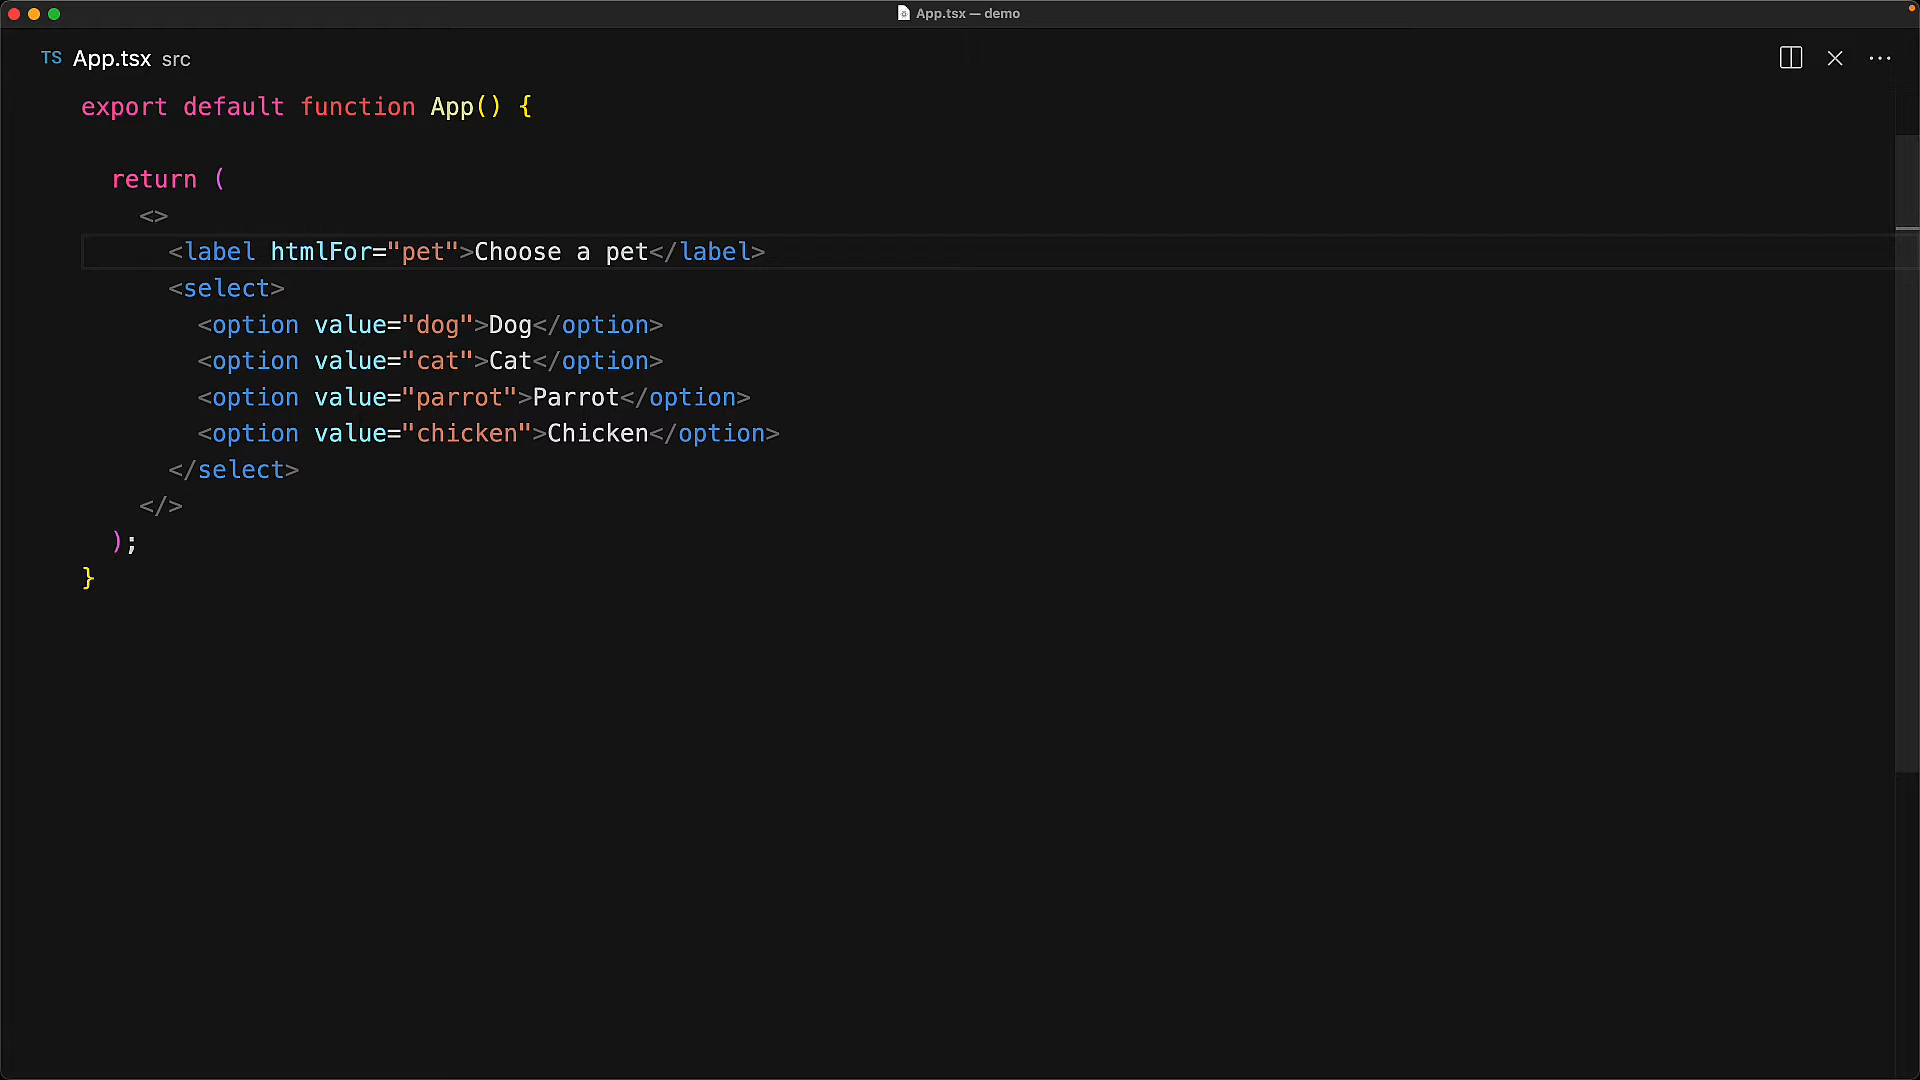 App.tsx — demo
TS App.tsx src
export default function App() {
return (
<>
<label htmlFor="pet">Choose a pet</label>
<select>
<option value="dog">Dog</option>
<option value="cat">Cat</option>
<option value="parrot">Parrot</option>
<option value="chicken">Chicken</option>
</select>
</>
);
}